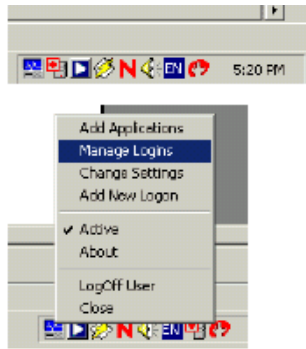 N EN 5:20 PM
Add Applications
Manage Logins
Change Settings
Add New Logon
Active
About
LogOff User
Close
N EN